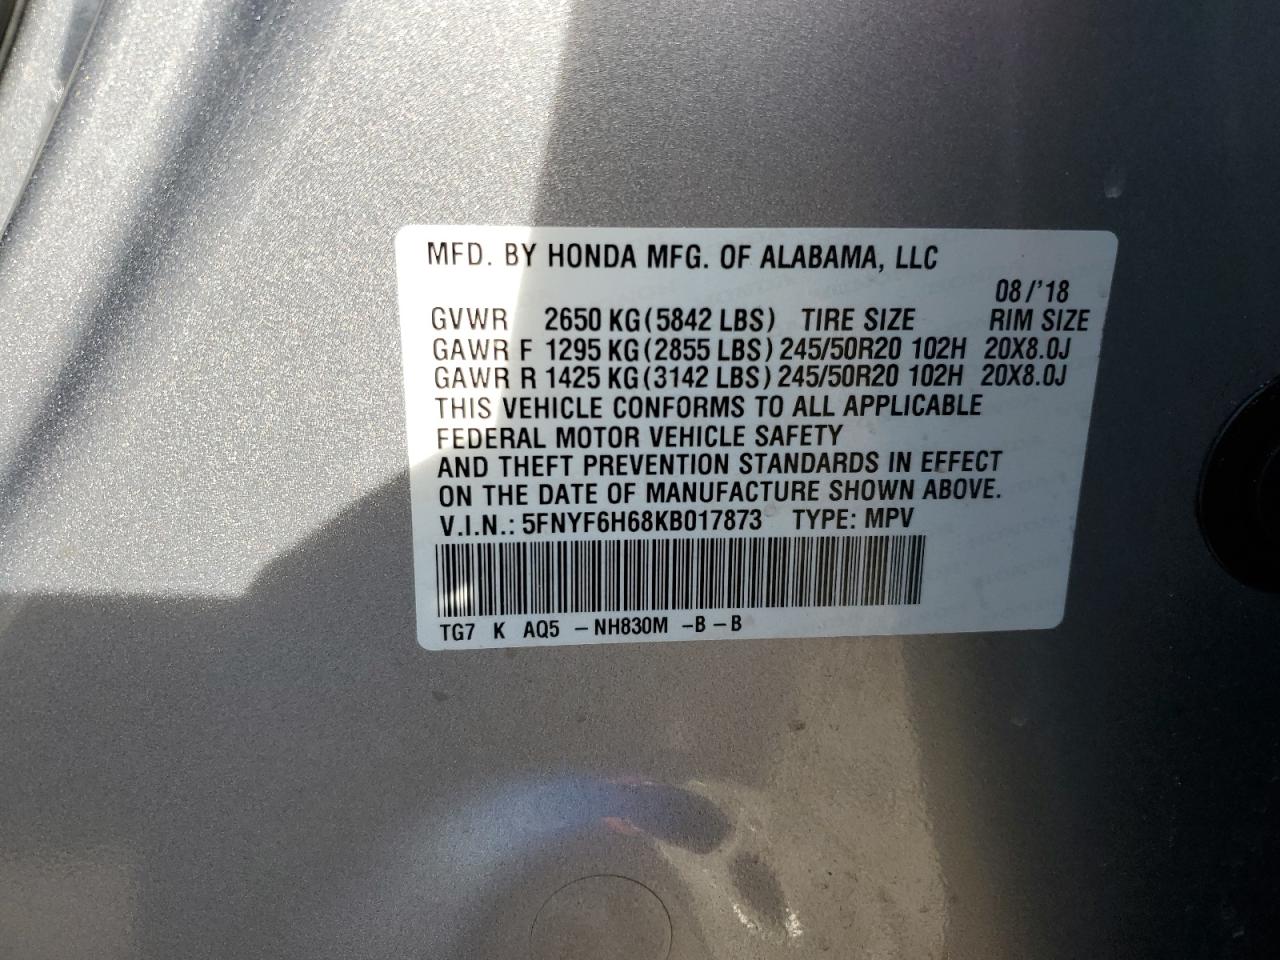 MFD. BY HONDA MFG. OF ALABAMA, LLC
08/'18
GVWR 2650 KG(5842 LBS) TIRE SIZE RIM SIZE
GAWR F 1295 KG(2855 LBS) 245/50R20 102H 20X8.0J
GAWR R 1425 KG(3142 LBS) 245/50R20 102H 20X8.0J
THIS VEHICLE CONFORMS TO ALL APPLICABLE
FEDERAL MOTOR VEHICLE SAFETY
AND THEFT PREVENTION STANDARDS IN EFFECT
ON THE DATE OF MANUFACTURE SHOWN ABOVE.
V.I.N.: 5FNYF6H68KB017873 TYPE: MPV
TG7 K AQ5 -NH830M -B -B